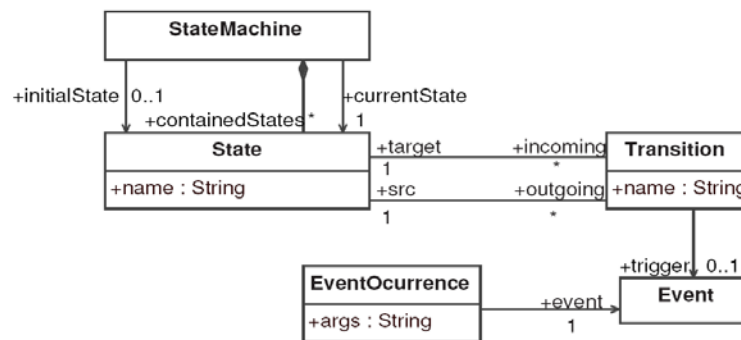 StateMachine
+initialState 0..1 +currentState
+containedStates * 1
State +target +incoming Transition
1 *
+name : String +src +outgoing +name : String
1 *
+trigger 0..1
EventOcurrence +event Event
+args : String 1